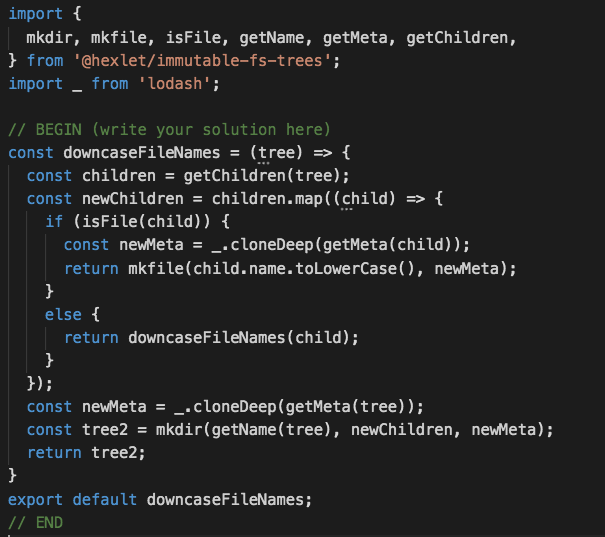 import {
  mkdir, mkfile, isFile, getName, getMeta, getChildren,
} from '@hexlet/immutable-fs-trees';
import _ from 'lodash';

// BEGIN (write your solution here)
const downcaseFileNames = (tree) => {
  const children = getChildren(tree);
  const newChildren = children.map((child) => {
    if (isFile(child)) {
      const newMeta = _.cloneDeep(getMeta(child));
      return mkfile(child.name.toLowerCase(), newMeta);
    }
    else {
      return downcaseFileNames(child);
    }
  });
  const newMeta = _.cloneDeep(getMeta(tree));
  const tree2 = mkdir(getName(tree), newChildren, newMeta);
  return tree2;
}
export default downcaseFileNames;
// END